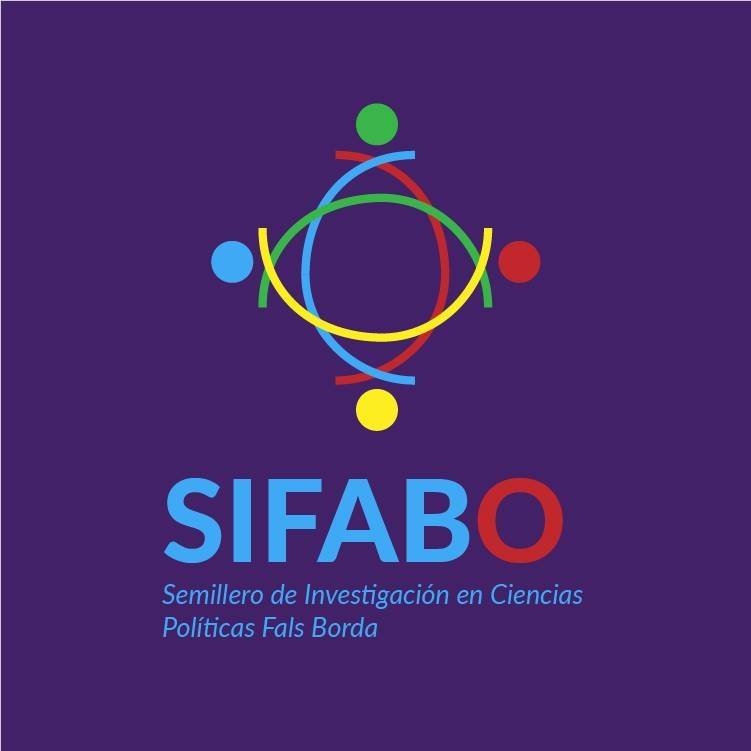 SIFABO
Semillero de Investigación en Ciencias
Políticas Fals Borda